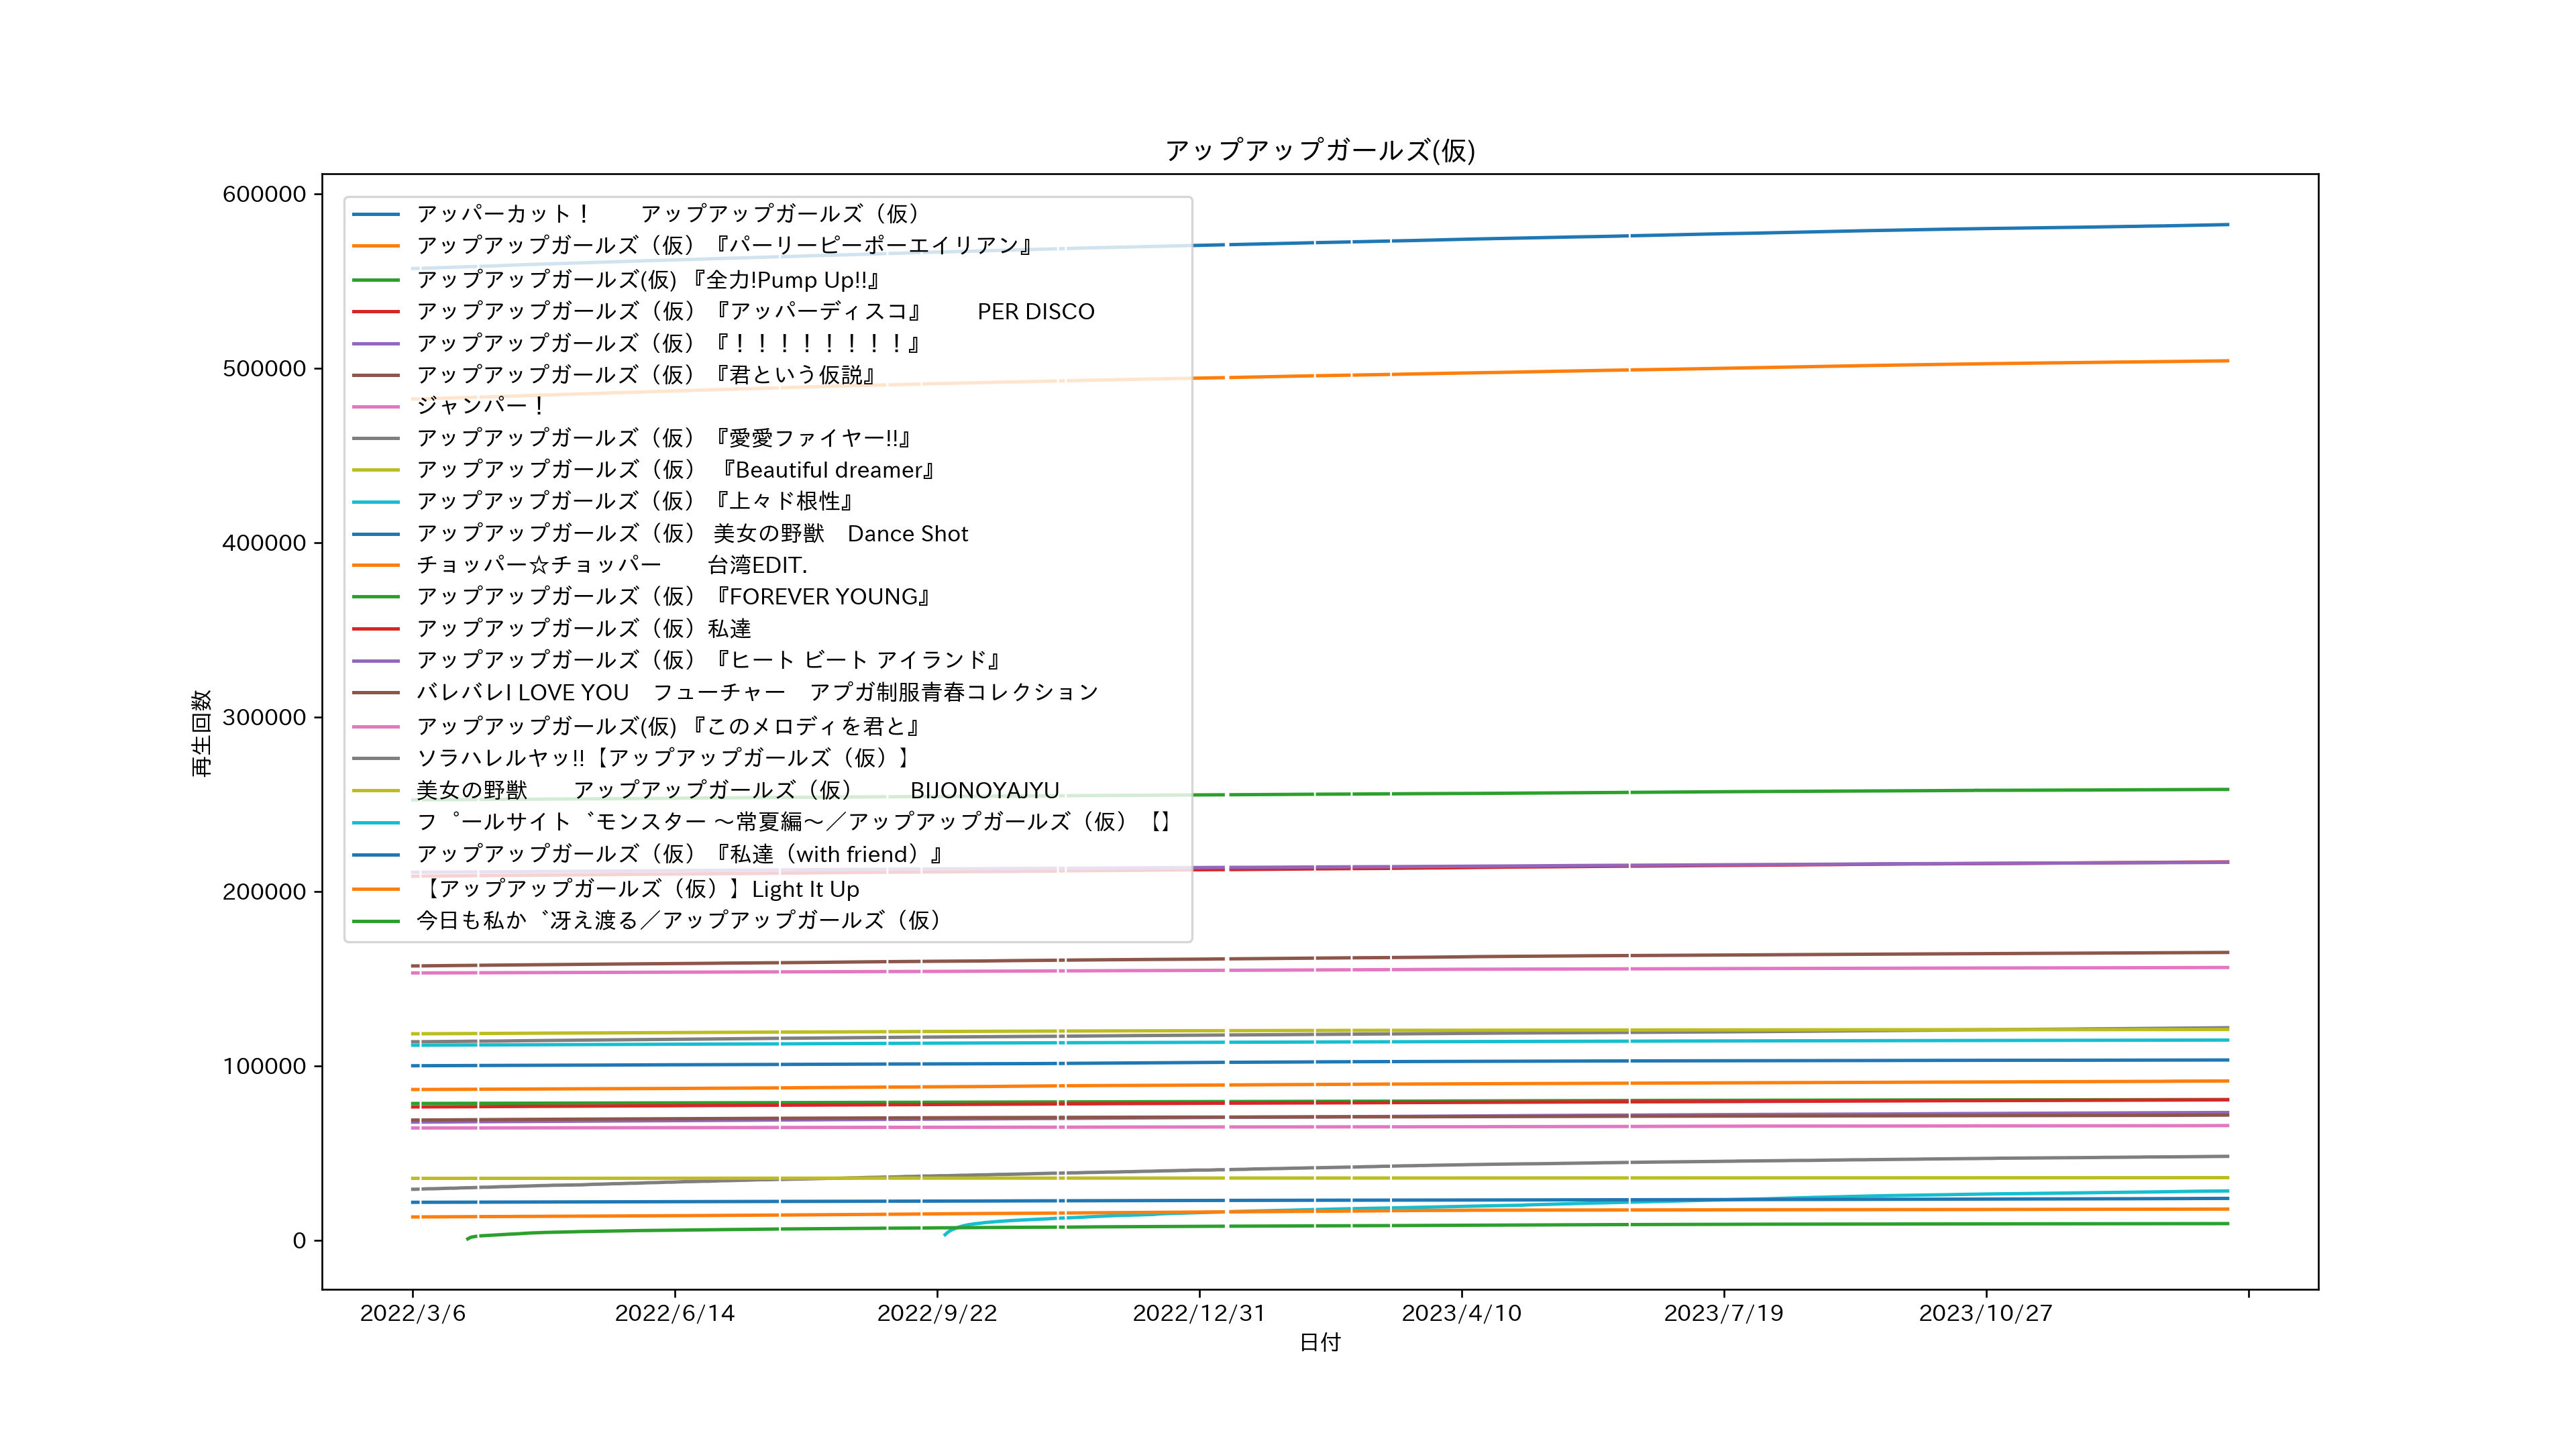 アップアップガールズ(仮)
600000
500000
400000
300000
200000
100000
0
再生回数
アッパーカット！　　アップアップガールズ（仮）
アップアップガールズ（仮）『パーリーピーポーエイリアン』
アップアップガールズ(仮) 『全力!Pump Up!!』
アップアップガールズ（仮）『アッパーディスコ』　　PER DISCO
アップアップガールズ（仮）『！！！！！！！！』
アップアップガールズ（仮）『君という仮説』
ジャンパー！
アップアップガールズ（仮）『愛愛ファイヤー!!』
アップアップガールズ（仮） 『Beautiful dreamer』
アップアップガールズ（仮）『上々ド根性』
アップアップガールズ（仮） 美女の野獣　Dance Shot
チョッパー☆チョッパー　　台湾EDIT.
アップアップガールズ（仮）『FOREVER YOUNG』
アップアップガールズ（仮）私達
アップアップガールズ（仮）『ヒート ビート アイランド』
バレバレI LOVE YOU　フューチャー　アプガ制服青春コレクション
アップアップガールズ(仮) 『このメロディを君と』
ソラハレルヤッ!!【アップアップガールズ（仮）】
美女の野獣　　アップアップガールズ（仮）　　BIJONOYAJYU
フ゜ールサイト゛モンスター 〜常夏編〜／アップアップガールズ（仮）【】
アップアップガールズ（仮）『私達（with friend）』
【アップアップガールズ（仮）】Light It Up
今日も私か゛冴え渡る／アップアップガールズ（仮）
2022/3/6
2022/6/14
2022/9/22
2022/12/31
2023/4/10
2023/7/19
2023/10/27
日付